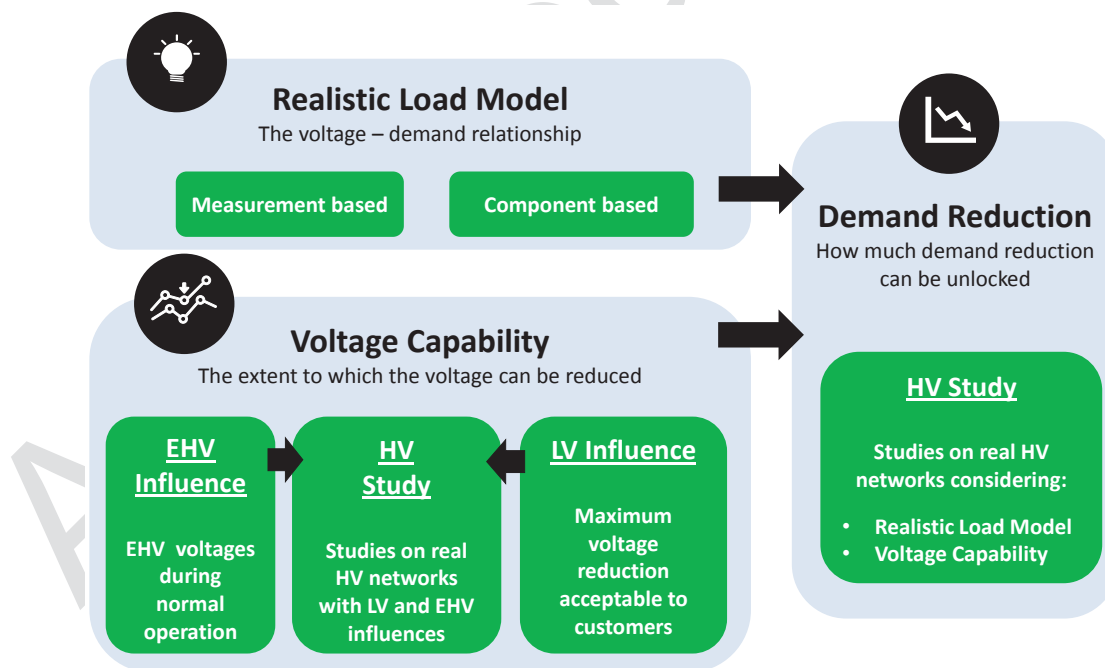 Realistic Load Model
The voltage – demand relationship
Measurement based
Component based
Voltage Capability
The extent to which the voltage can be reduced
EHV
Influence
EHV voltages
during
normal
operation
HV
Study
Studies on real
HV networks
with LV and EHV
influences
LV Influence
Maximum
voltage
reduction
acceptable to
customers
Demand Reduction
How much demand reduction
can be unlocked
HV Study
Studies on real HV
networks considering:
• Realistic Load Model
• Voltage Capability